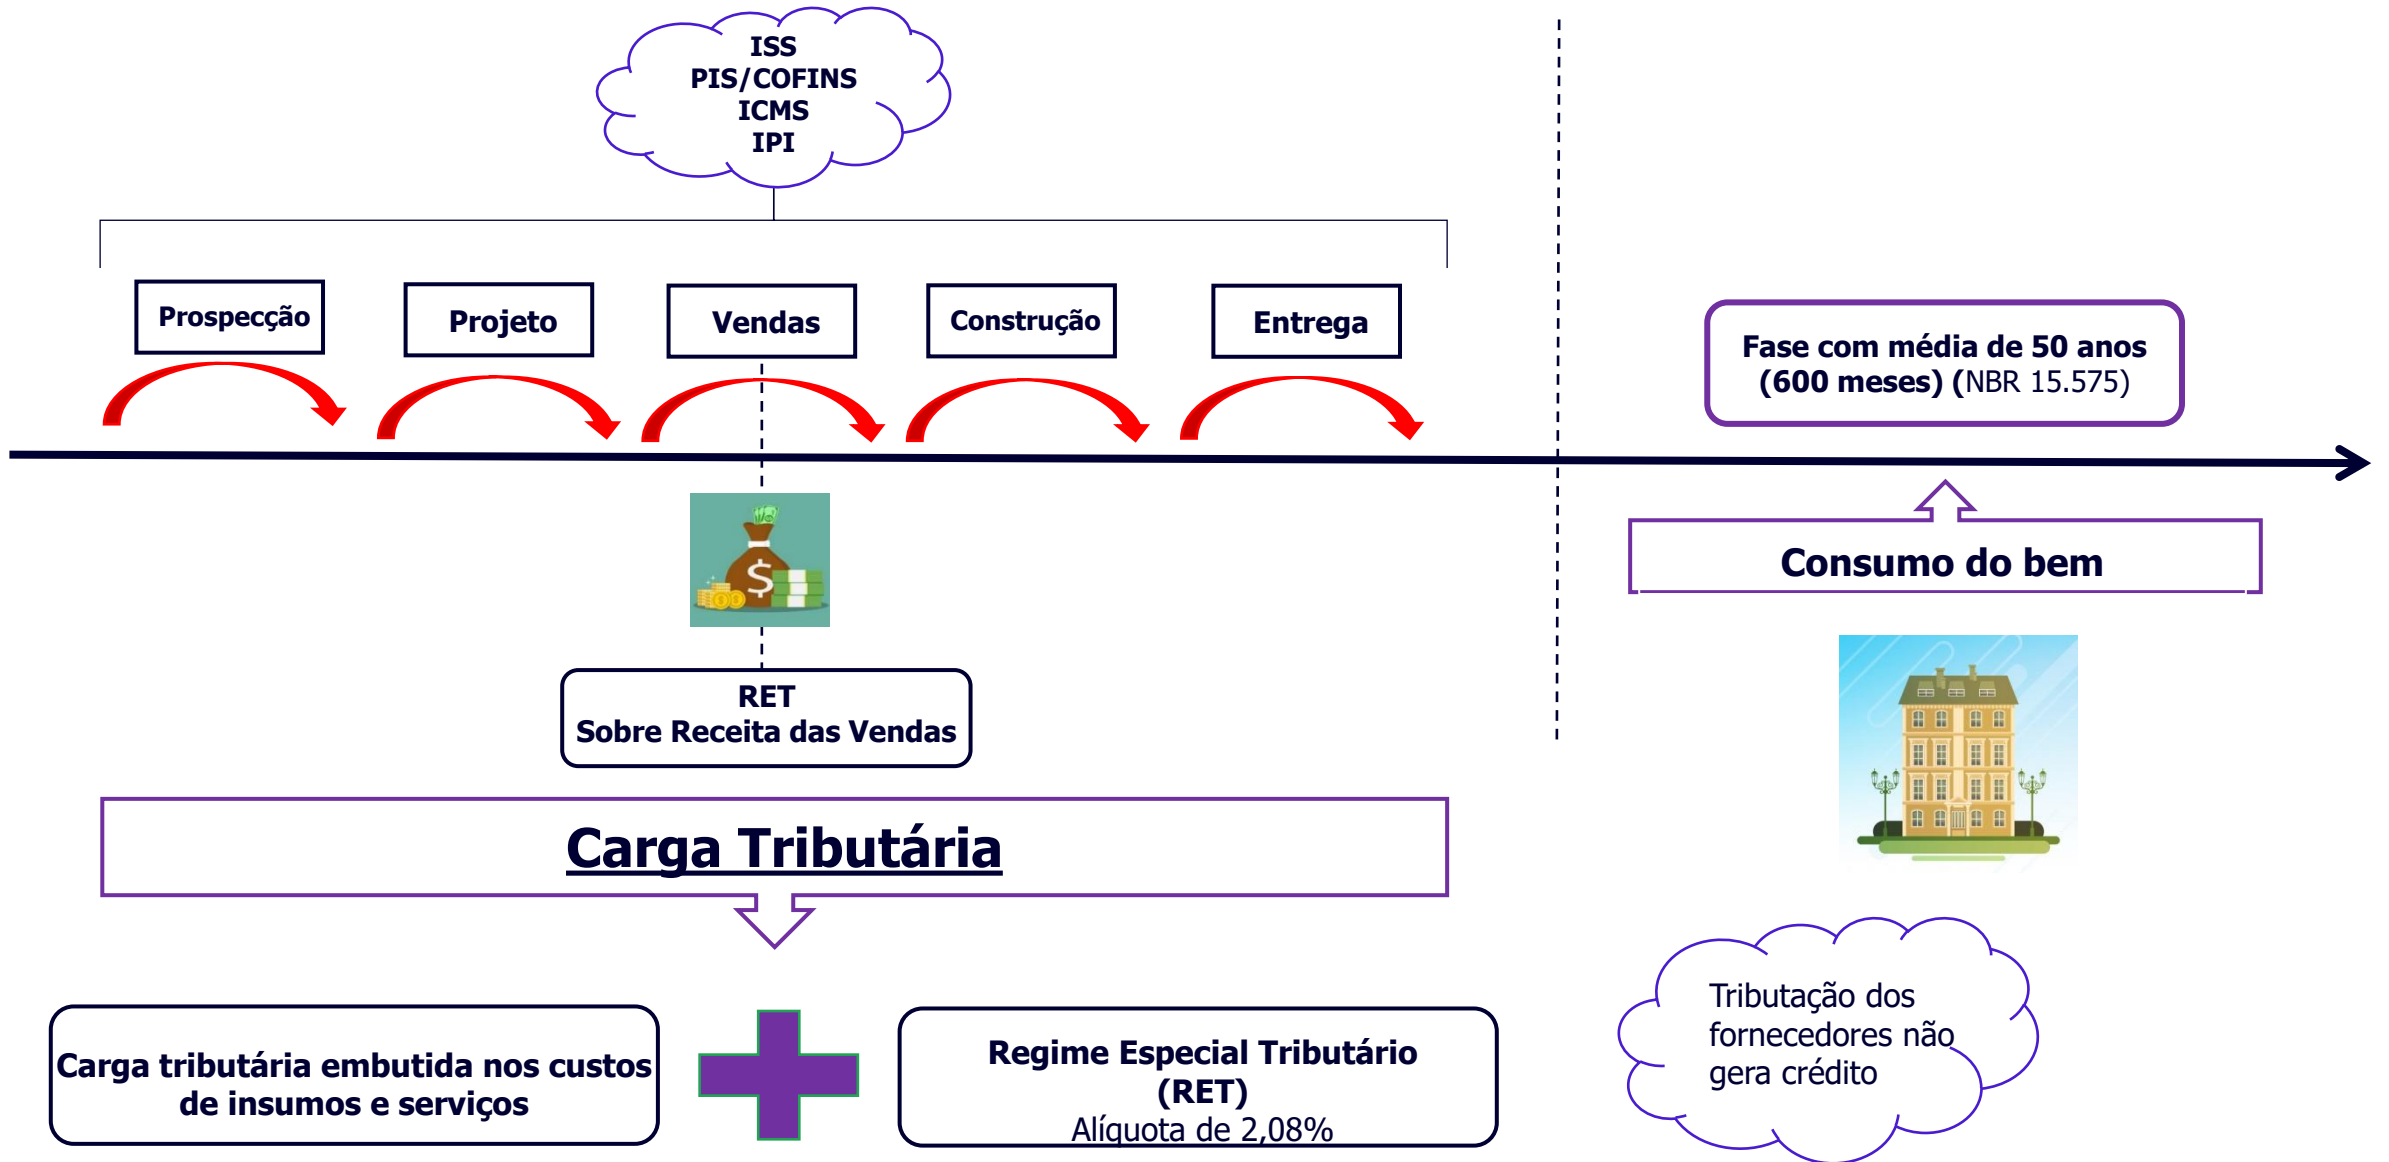 ISS
PIS/COFINS
ICMS
IPI
Prospecção
Projeto
Vendas
Construção
Entrega
Fase com média de 50 anos
(600 meses) (NBR 15.575)
Consumo do bem
RET
Sobre Receita das Vendas
Carga Tributária
Carga tributária embutida nos custos
de insumos e serviços
Regime Especial Tributário
(RET)
Alíquota de 2,08%
Tributação dos
fornecedores não
gera crédito